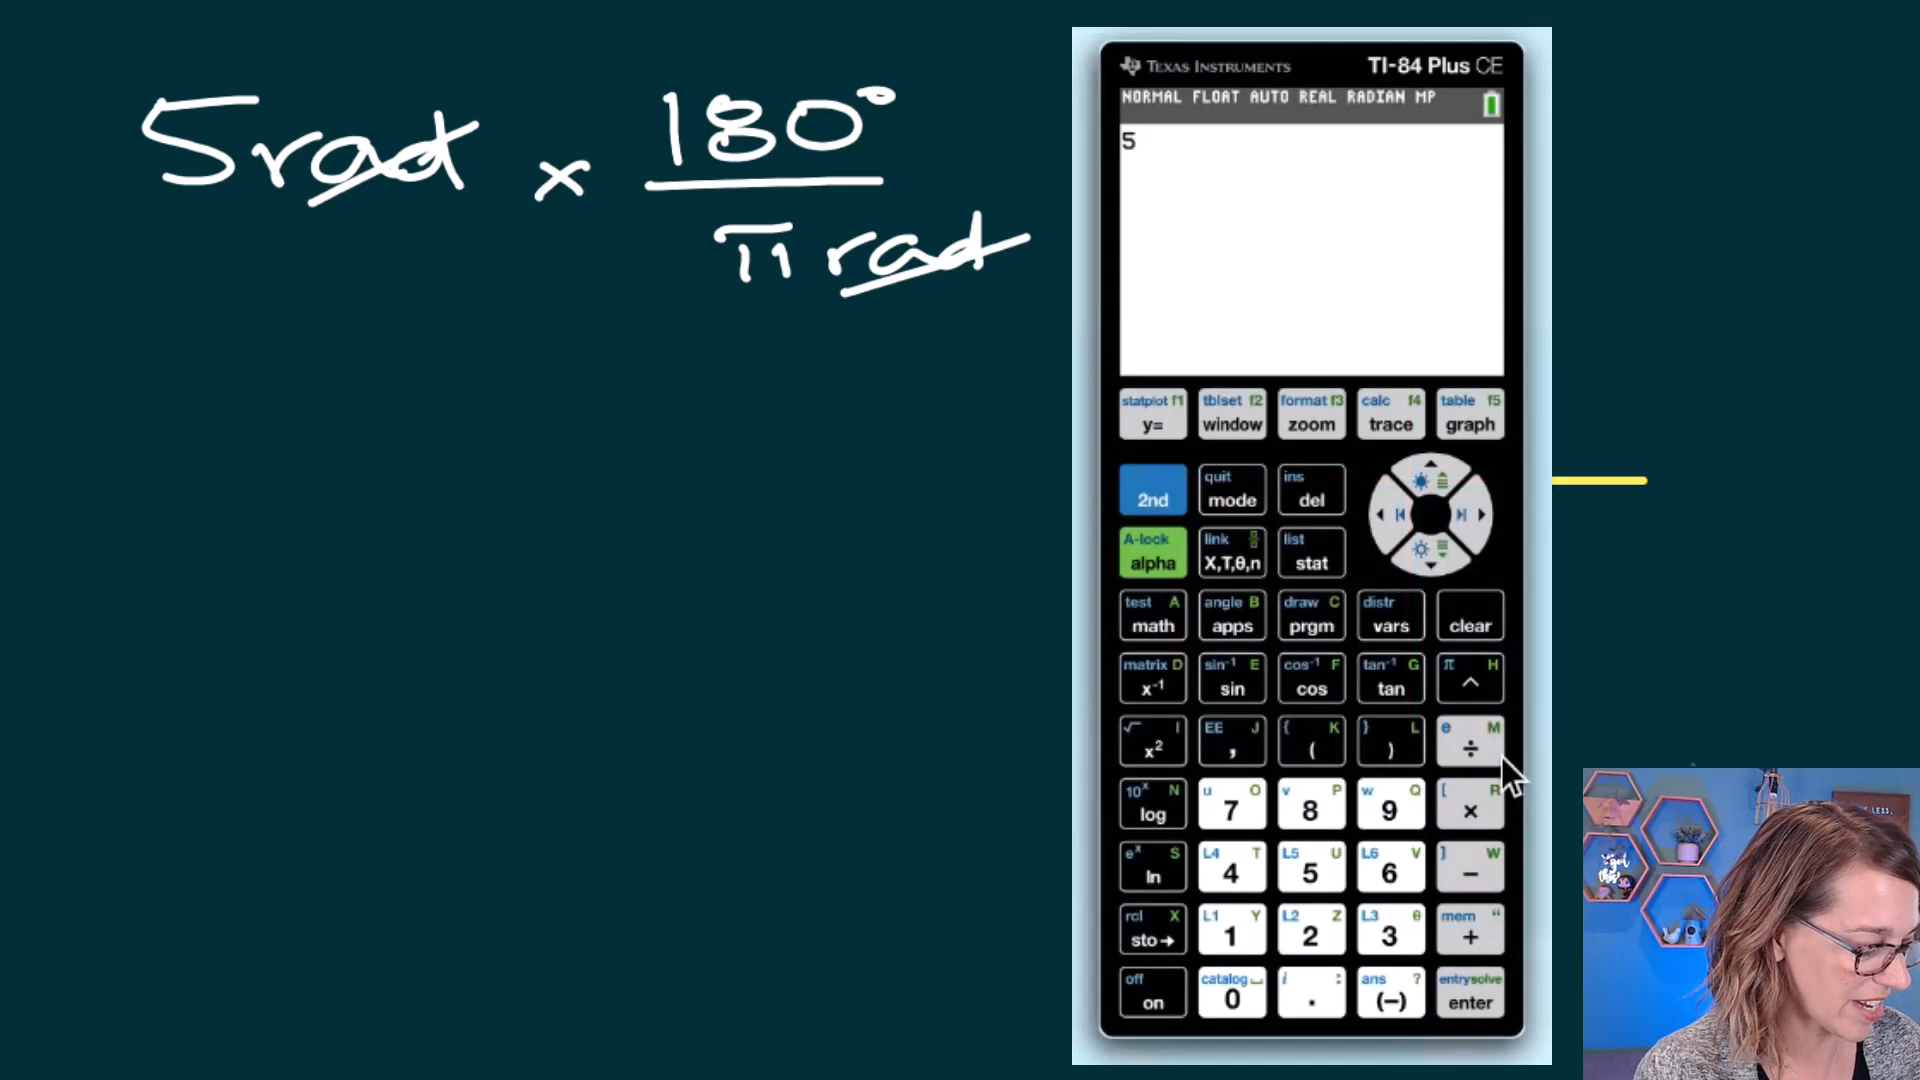 5 rad × 180°
π rad
TEXAS INSTRUMENTS TI-84 Plus CE
NORMAL FLOAT AUTO REAL RADIAN MP
5
statplot f1 tblset f2 format f3 calc f4 table f5
y= window zoom trace graph
quit ins
2nd mode del
A-lock link list
alpha X,T,θ,n stat
test A angle B draw C distr
math apps prgm vars clear
matrix D sin⁻¹ E cos⁻¹ F tan⁻¹ G π H
x⁻¹ sin cos tan ^
√ I EE J { K } L e M
x² , ( ) ÷
10ˣ N u O v P w Q [ R
log 7 8 9 ×
eˣ S L4 T L5 U L6 V ] W
ln 4 5 6 −
rcl X L1 Y L2 Z L3 θ mem "
sto→ 1 2 3 +
off catalog i : ans ? entry solve
on 0 . (−) enter